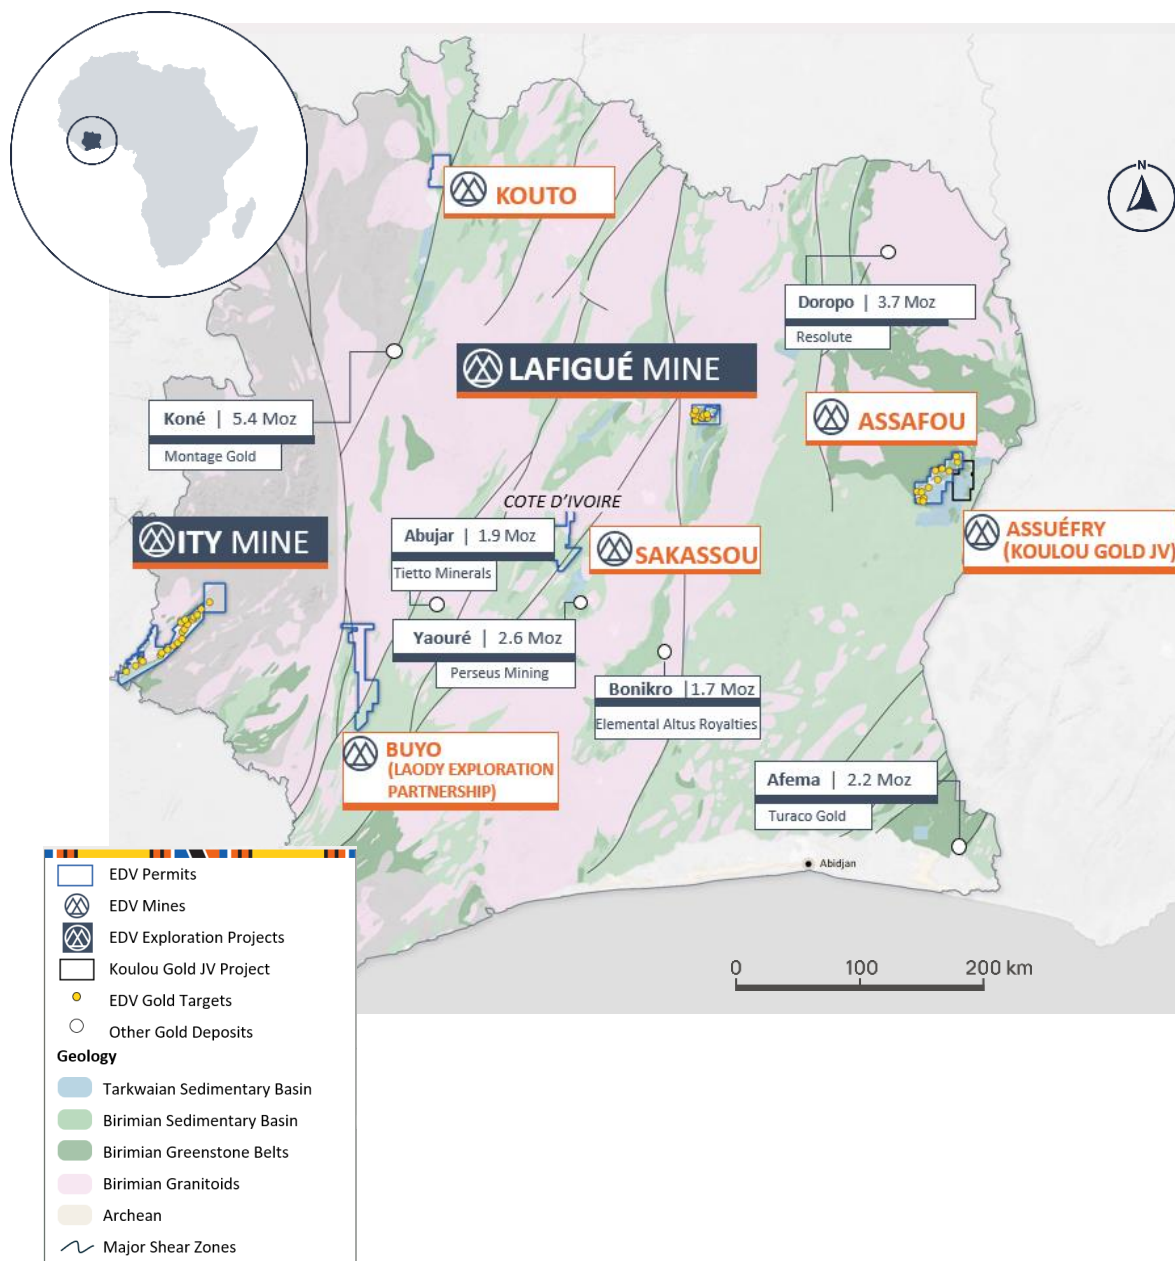 N
KOUTO
Doropo | 3.7 Moz
Resolute
LAFIGUÉ MINE
Koné | 5.4 Moz
Montage Gold
ASSAFOU
COTE D'IVOIRE
ITY MINE
Abujar | 1.9 Moz
Tietto Minerals
SAKASSOU
ASSUÉFRY
(KOULOU GOLD JV)
Yaouré | 2.6 Moz
Perseus Mining
Bonikro | 1.7 Moz
Elemental Altus Royalties
BUYO
(LAODY EXPLORATION
PARTNERSHIP)
Afema | 2.2 Moz
Turaco Gold
Abidjan
0 100 200 km
EDV Permits
EDV Mines
EDV Exploration Projects
Koulou Gold JV Project
EDV Gold Targets
Other Gold Deposits
Geology
Tarkwaian Sedimentary Basin
Birimian Sedimentary Basin
Birimian Greenstone Belts
Birimian Granitoids
Archean
Major Shear Zones